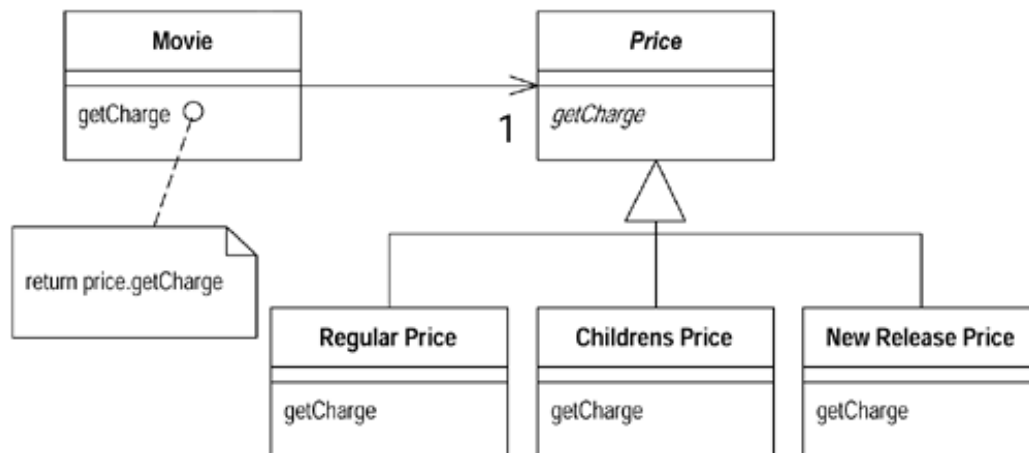 Movie
Price
getCharge
1
getCharge
return price.getCharge
Regular Price
Childrens Price
New Release Price
getCharge
getCharge
getCharge